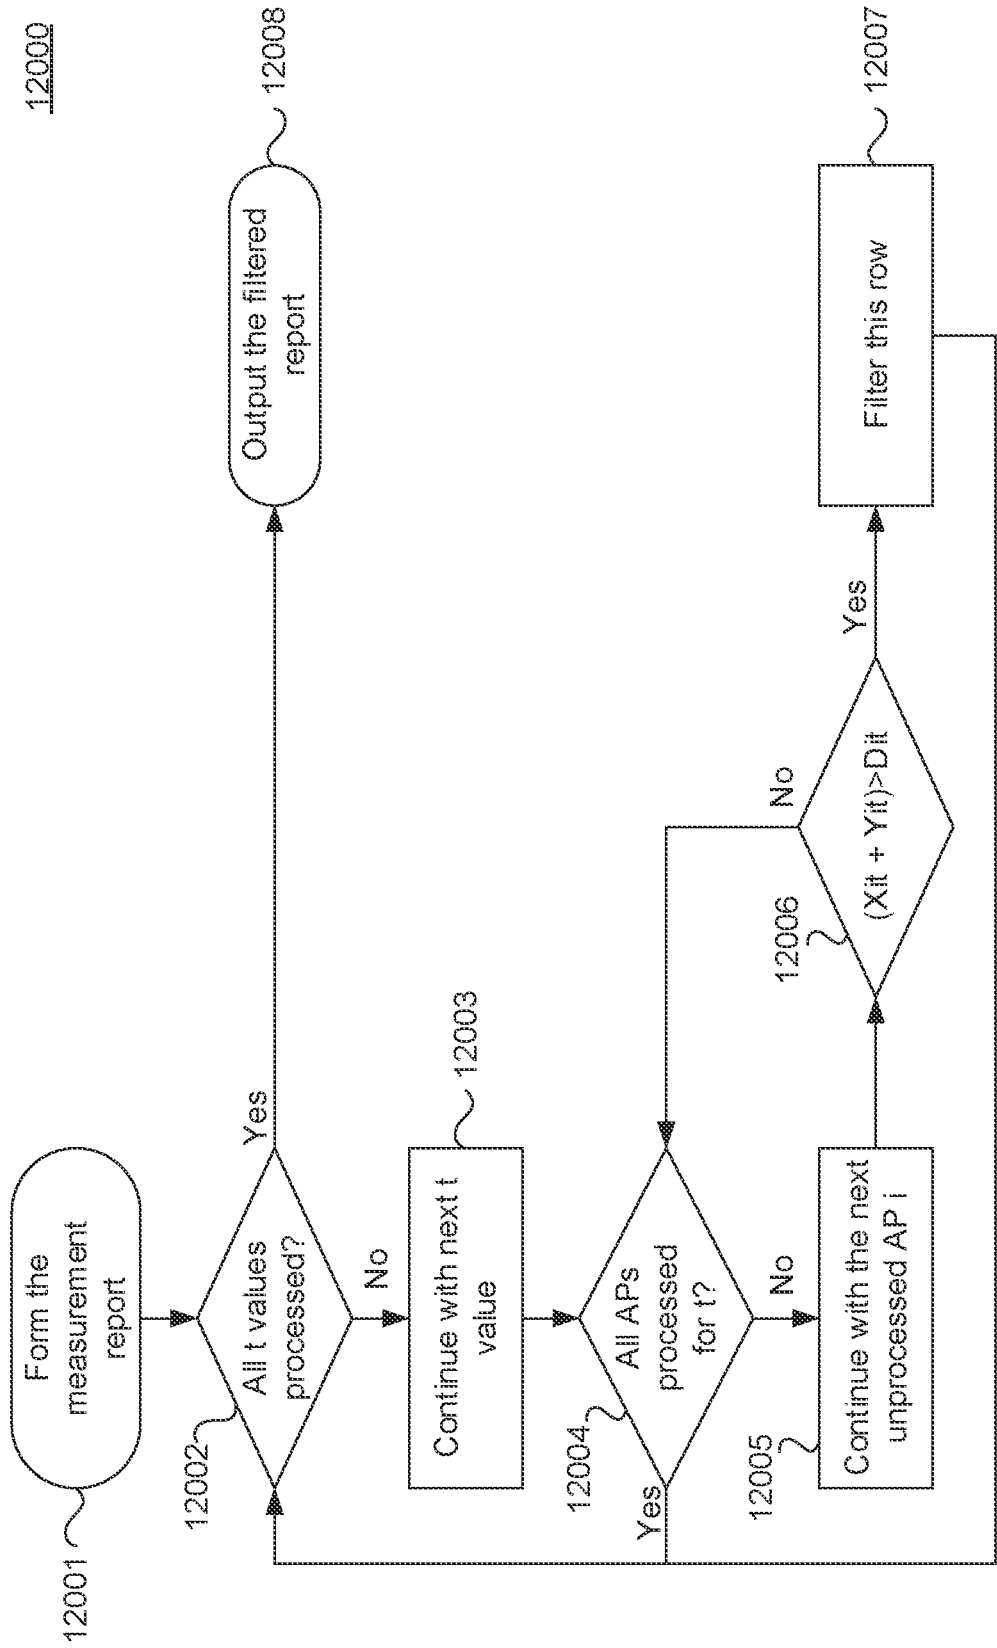 12000
12001
Form the
measurement
report
12002
All t values
processed?
Yes
12008
Output the filtered
report
No
12003
Continue with next t
value
12004
All APs
processed
for t?
Yes
No
12005
Continue with the next
unprocessed AP i
12006
(Xit + Yit)>Dit
No
Yes
12007
Filter this row